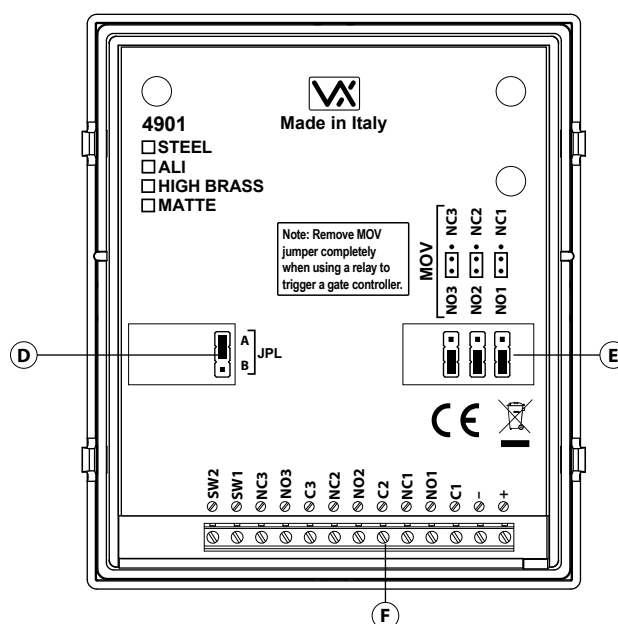 VX
Made in Italy
4901
STEEL
ALI
HIGH BRASS
MATTE
Note: Remove MOV
jumper completely
when using a relay to
trigger a gate controller.
MOV
NC3 NC2 NC1
NO3 NO2 NO1
D
A
B
JPL
E
CE
SW2 SW1 NC3 NO3 C3 NC2 NO2 C2 NC1 NO1 C1 – +
F